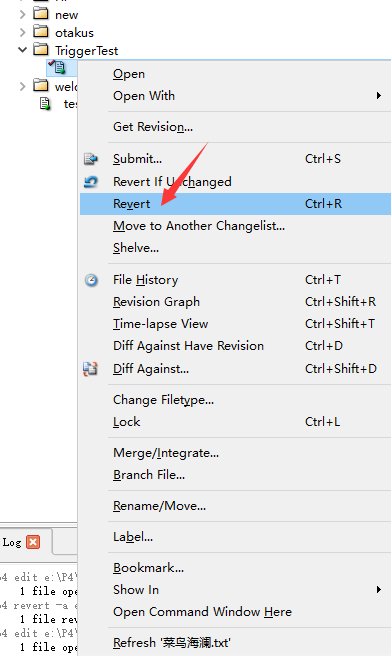 new
otakus
TriggerTest
Open
Open With
Get Revision...
Submit... Ctrl+S
Revert If Unchanged
Revert Ctrl+R
Move to Another Changelist...
Shelve...
File History Ctrl+T
Revision Graph Ctrl+Shift+R
Time-lapse View Ctrl+Shift+T
Diff Against Have Revision Ctrl+D
Diff Against... Ctrl+Shift+D
Change Filetype...
Lock Ctrl+L
Merge/Integrate...
Branch File...
Rename/Move...
Label...
Bookmark...
Show In
Open Command Window Here
Refresh '菜鸟海澜.txt'
welc
tes
Log
p4 edit e:\P4\
1 file ope
p4 revert -a e
1 file rev
p4 edit e:\P4\
1 file ope